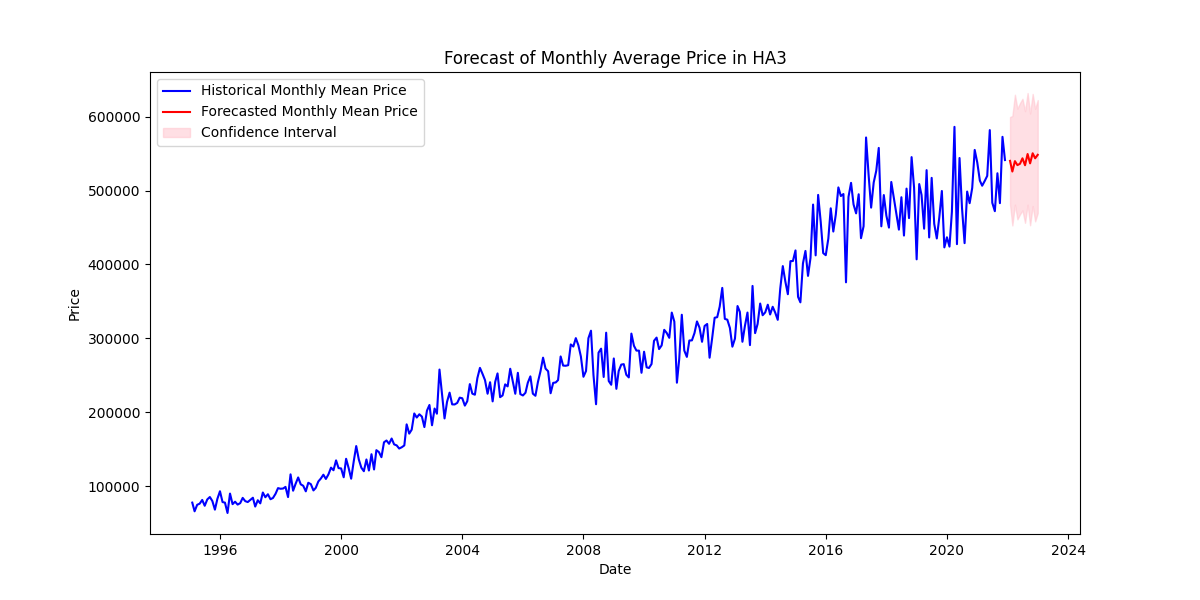 Forecast of Monthly Average Price in HA3
Historical Monthly Mean Price
Forecasted Monthly Mean Price
Confidence Interval
600000
500000
400000
300000
200000
100000
Price
1996 2000 2004 2008 2012 2016 2020 2024
Date